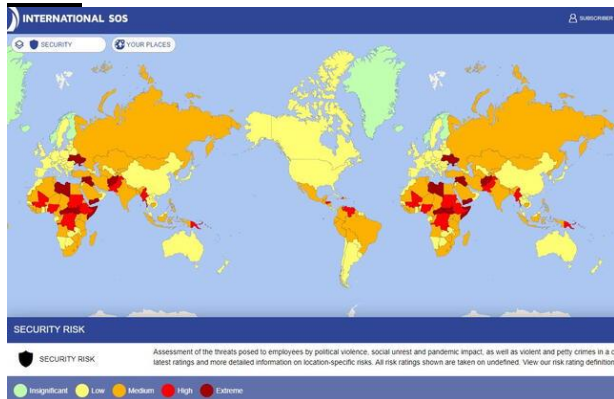 INTERNATIONAL SOS
SUBSCRIBER
SECURITY
YOUR PLACES
SECURITY RISK
SECURITY RISK
Assessment of the threats posed to employees by political violence, social unrest and pandemic impact, as well as violent and petty crimes in a c
latest ratings and more detailed information on location-specific risks. All risk ratings shown are taken on undefined. View our risk rating definition
Insignificant Low Medium High Extreme